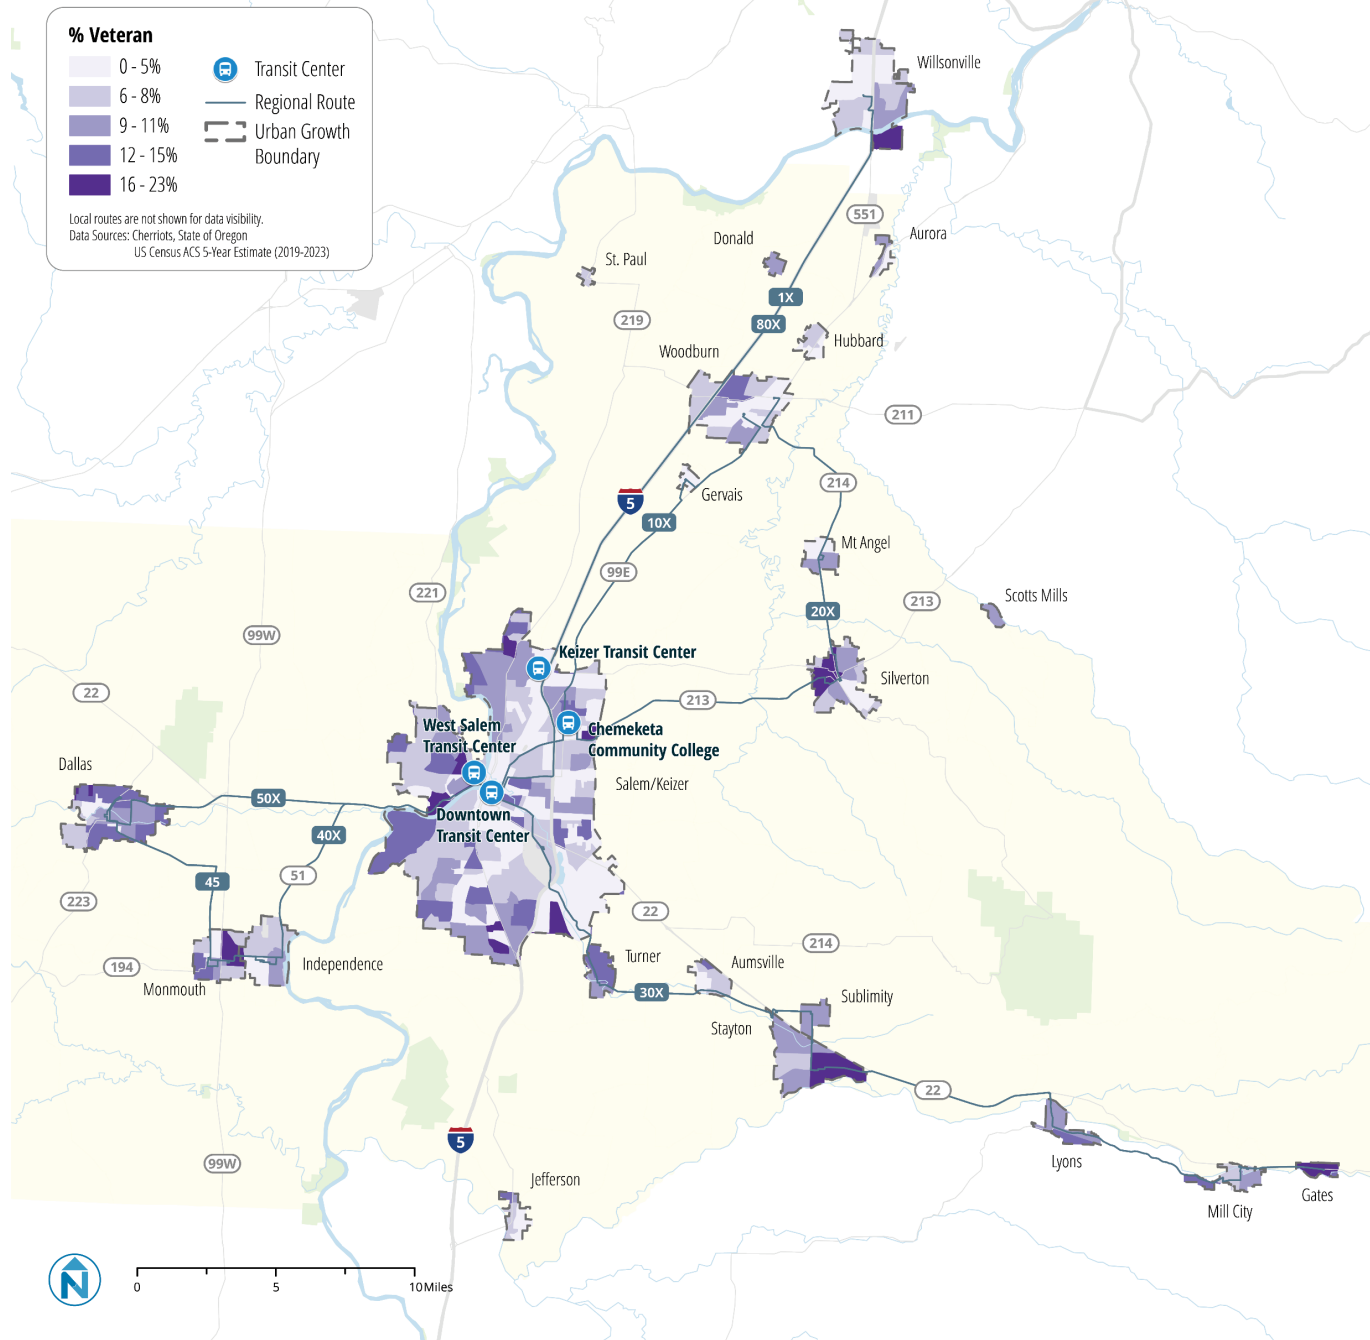 % Veteran
0 - 5%
6 - 8%
9 - 11%
12 - 15%
16 - 23%
Transit Center
Regional Route
Urban Growth
Boundary
Local routes are not shown for data visibility.
Data Sources: Cherriots, State of Oregon
US Census ACS 5-Year Estimate (2019-2023)
Willsonville
551
Aurora
Donald
St. Paul
1X
219
80X
Hubbard
Woodburn
211
214
Gervais
5
10X
Mt Angel
99E
221
Scotts Mills
213
20X
99W
Keizer Transit Center
Silverton
22
213
West Salem
Transit Center
Chemeketa
Community College
Dallas
Salem/Keizer
50X
Downtown
Transit Center
40X
51
45
223
22
214
Turner
Aumsville
Independence
194
Monmouth
30X
Sublimity
Stayton
22
5
Lyons
99W
Jefferson
Gates
Mill City
N
0
5
10 Miles